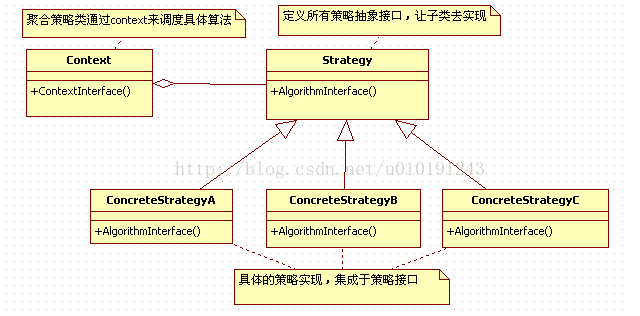 聚合策略类通过context来调度具体算法
定义所有策略抽象接口，让子类去实现
Context
+ContextInterface()
Strategy
+AlgorithmInterface()
http://blog.csdn.net/u010191243
ConcreteStrategyA
+AlgorithmInterface()
ConcreteStrategyB
+AlgorithmInterface()
ConcreteStrategyC
+AlgorithmInterface()
具体的策略实现，集成于策略接口